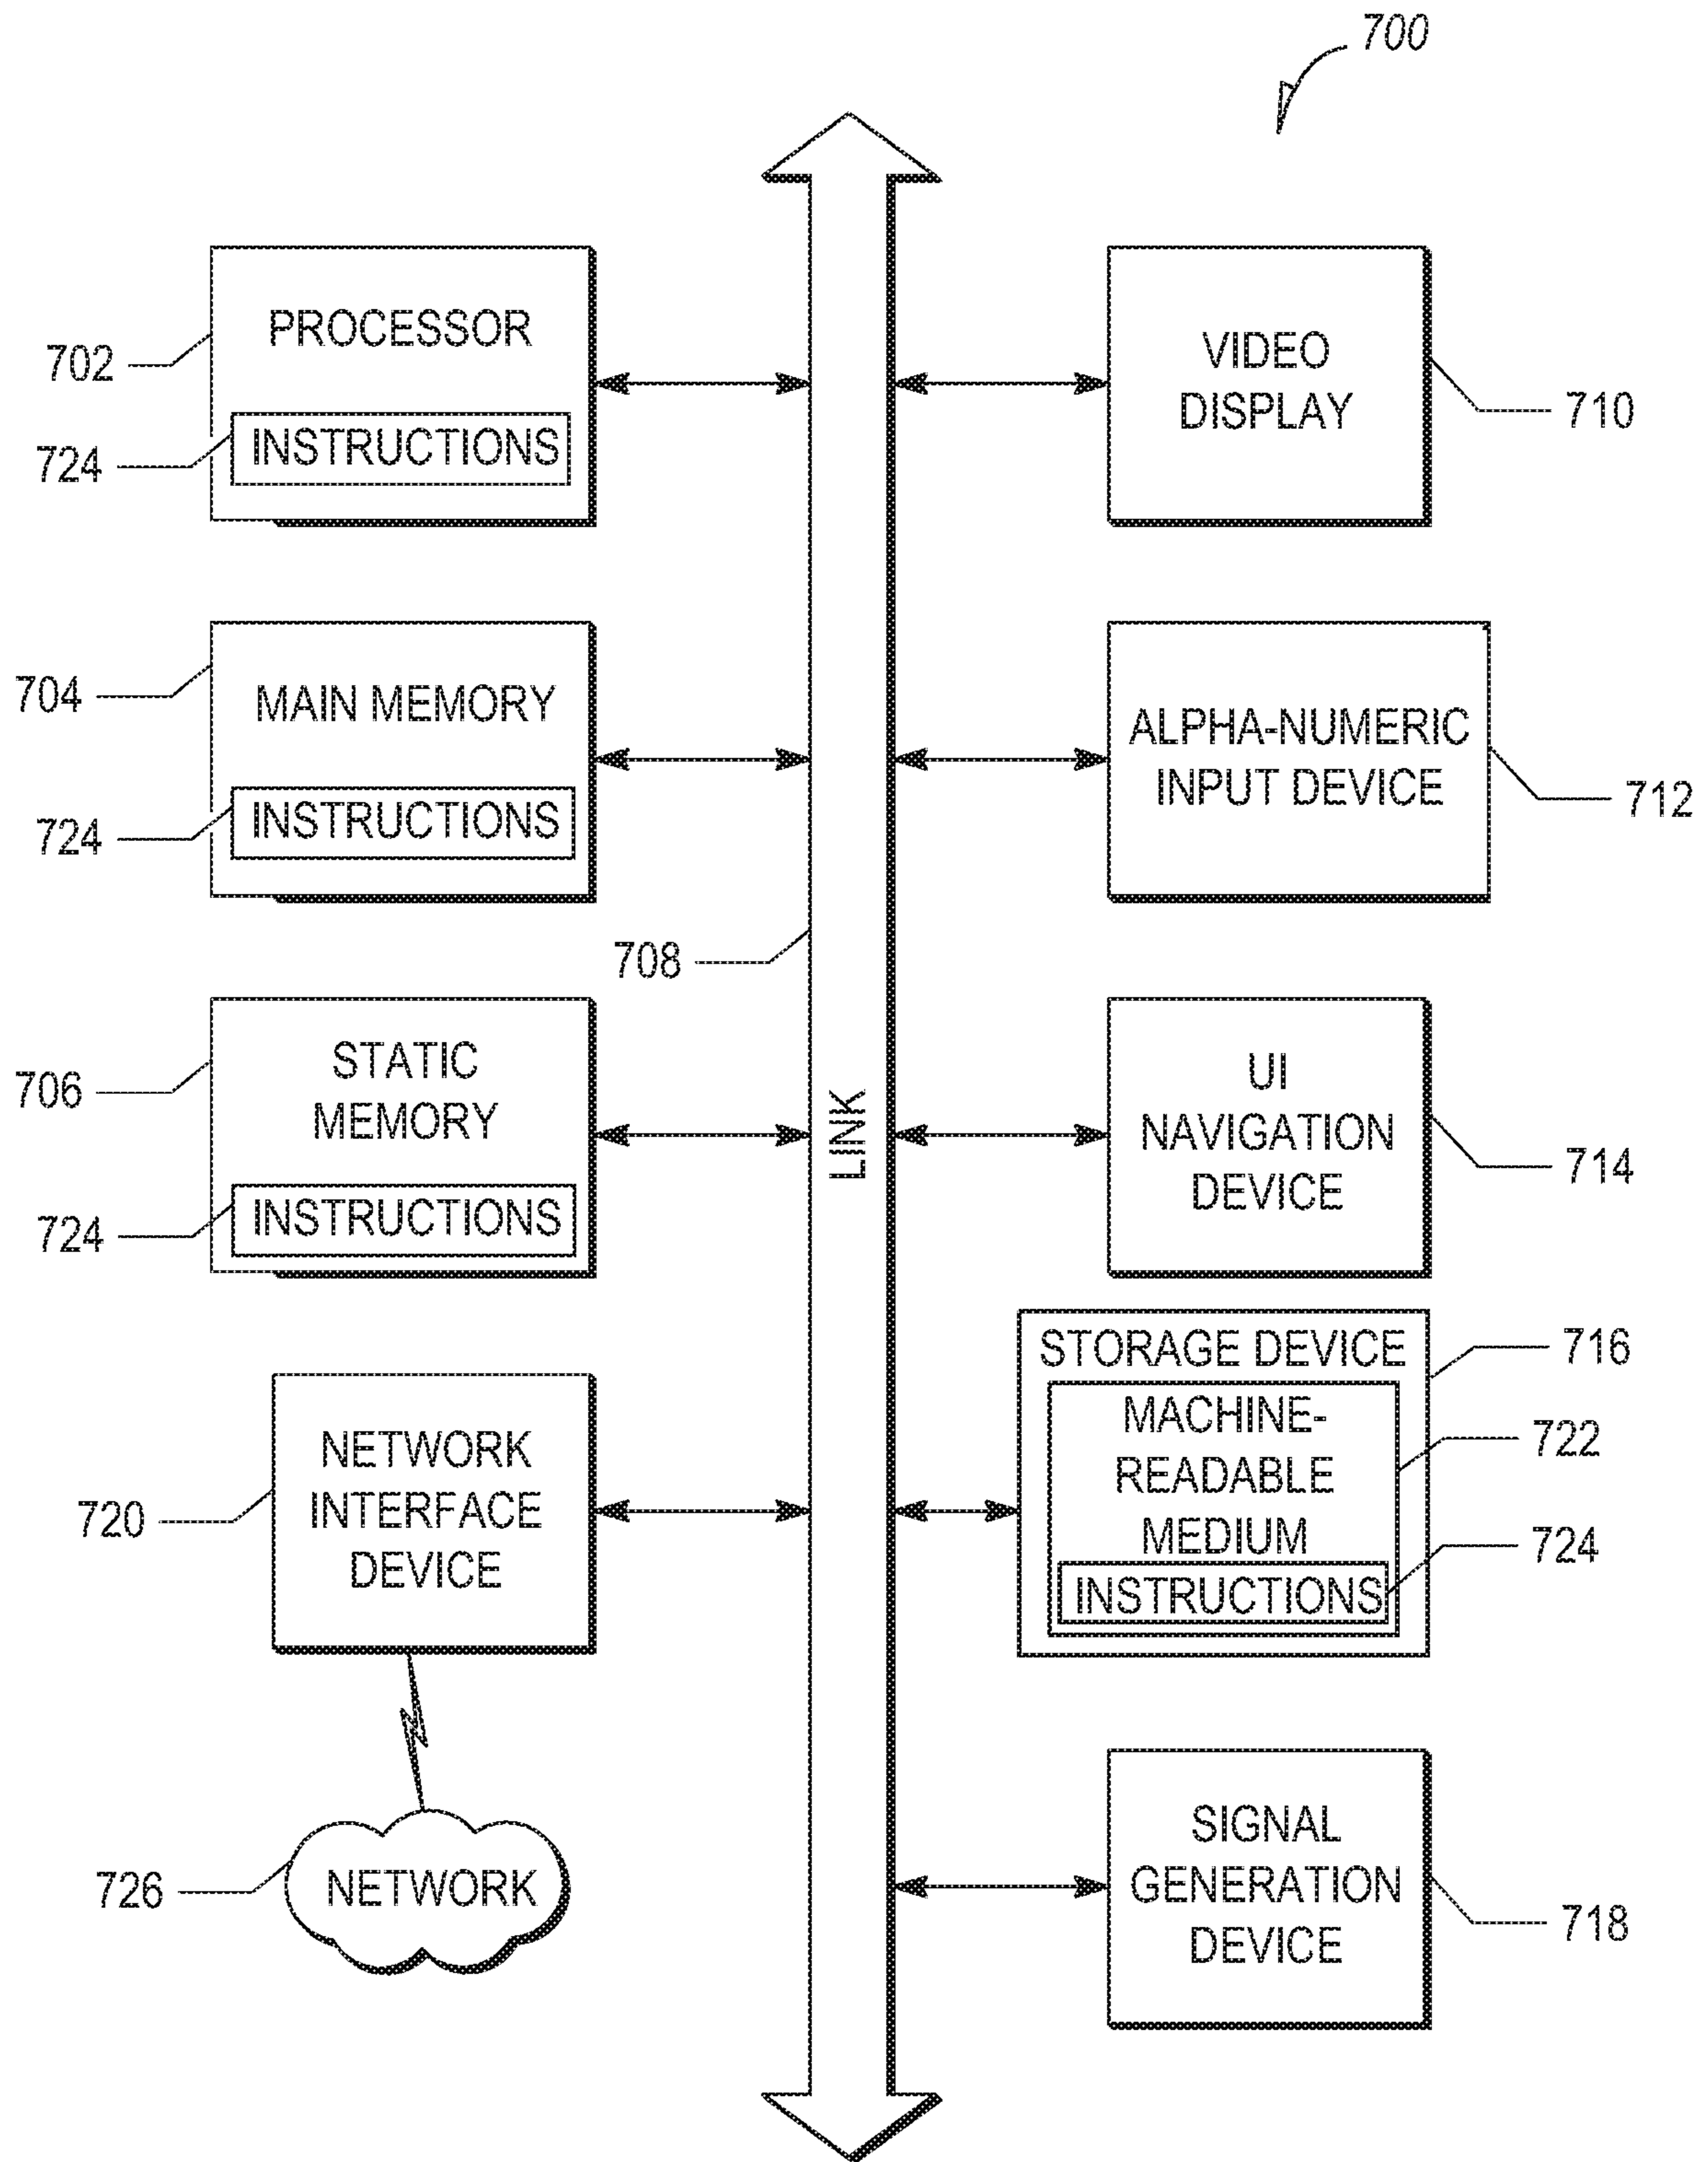 700
PROCESSOR
702
INSTRUCTIONS
724
MAIN MEMORY
704
INSTRUCTIONS
724
708
STATIC
MEMORY
706
INSTRUCTIONS
724
NETWORK
INTERFACE
DEVICE
720
NETWORK
726
LINK
VIDEO
DISPLAY
710
ALPHA-NUMERIC
INPUT DEVICE
712
UI
NAVIGATION
DEVICE
714
STORAGE DEVICE
716
MACHINE-
READABLE
MEDIUM
722
INSTRUCTIONS
724
SIGNAL
GENERATION
DEVICE
718